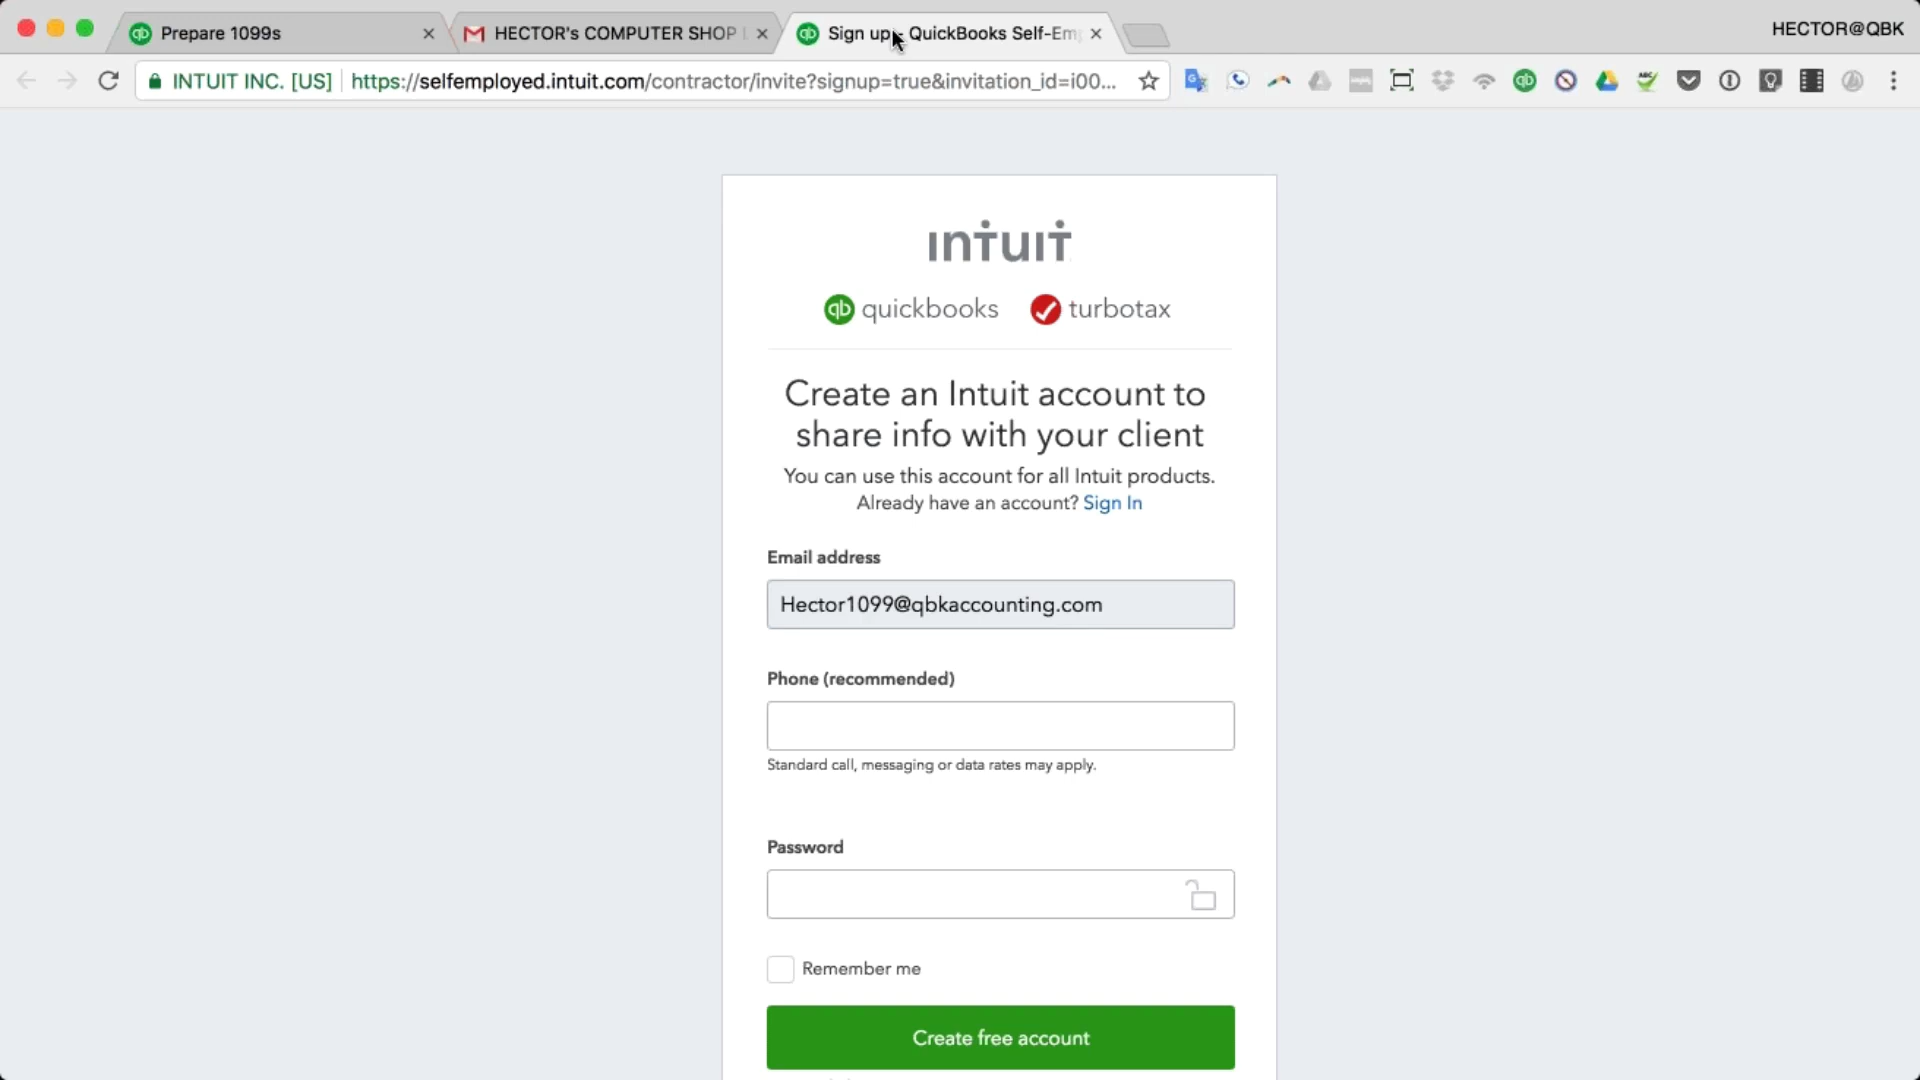 Prepare 1099s
HECTOR's COMPUTER SHOP
Sign up - QuickBooks Self-Em
HECTOR@QBK
INTUIT INC. [US] https://selfemployed.intuit.com/contractor/invite?signup=true&invitation_id=i00...
intuit
qb quickbooks turbotax
Create an Intuit account to
share info with your client
You can use this account for all Intuit products.
Already have an account? Sign In
Email address
Hector1099@qbkaccounting.com
Phone (recommended)
Standard call, messaging or data rates may apply.
Password
Remember me
Create free account